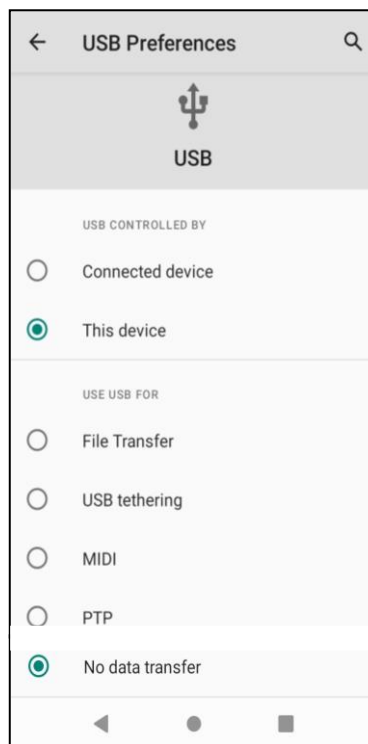 USB Preferences
USB
USB CONTROLLED BY
Connected device
This device
USE USB FOR
File Transfer
USB tethering
MIDI
PTP
No data transfer